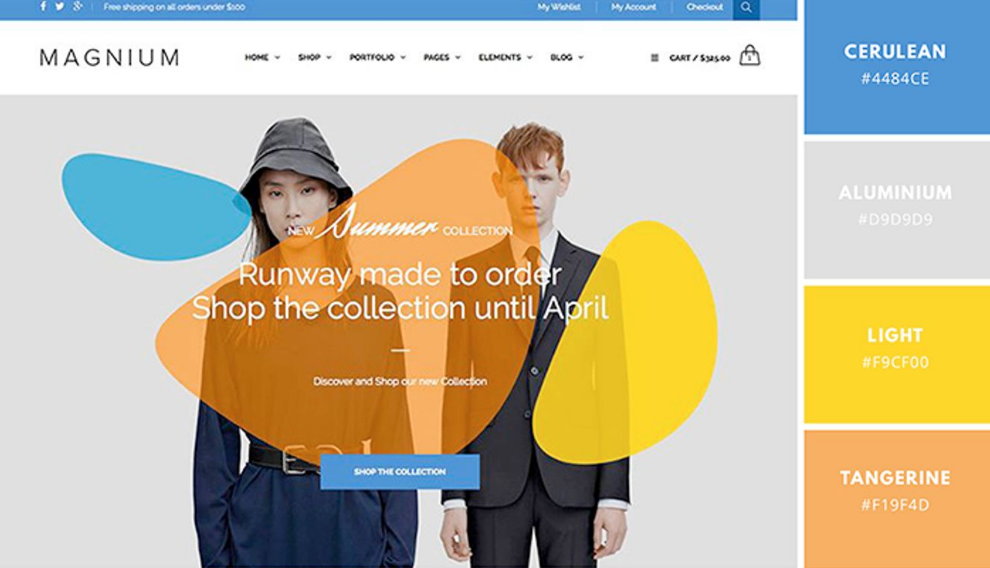 Free shipping on all orders under $100
My Wishlist
My Account
Checkout
MAGNIUM
HOME
SHOP
PORTFOLIO
PAGES
ELEMENTS
BLOG
CART / $325.00
NEW Summer COLLECTION
Runway made to order
Shop the collection until April
Discover and Shop our new Collection
SHOP THE COLLECTION
CERULEAN
#4484CE
ALUMINIUM
#D9D9D9
LIGHT
#F9CF00
TANGERINE
#F19F4D